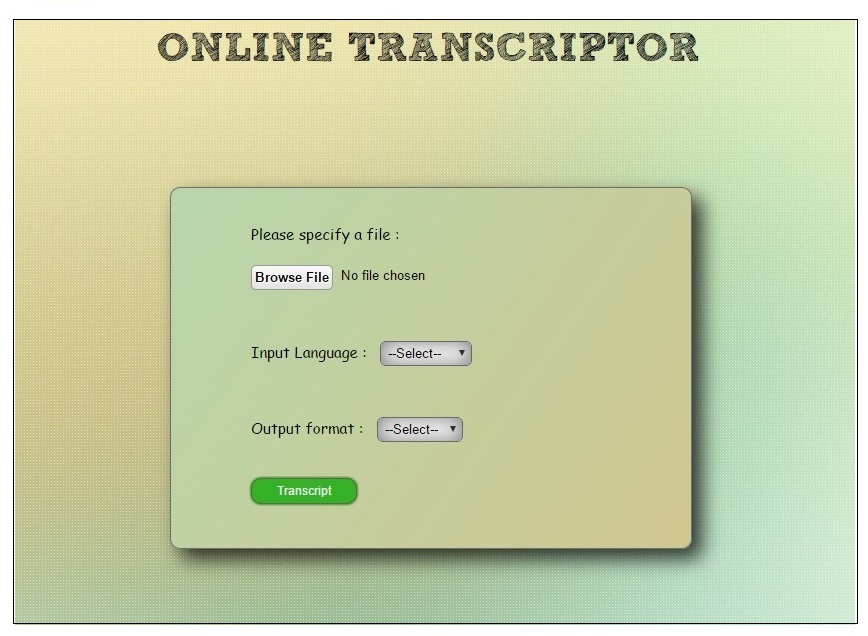 ONLINE TRANSCRIPTOR
Please specify a file :
Browse File No file chosen
Input Language : --Select--
Output format : --Select--
Transcript